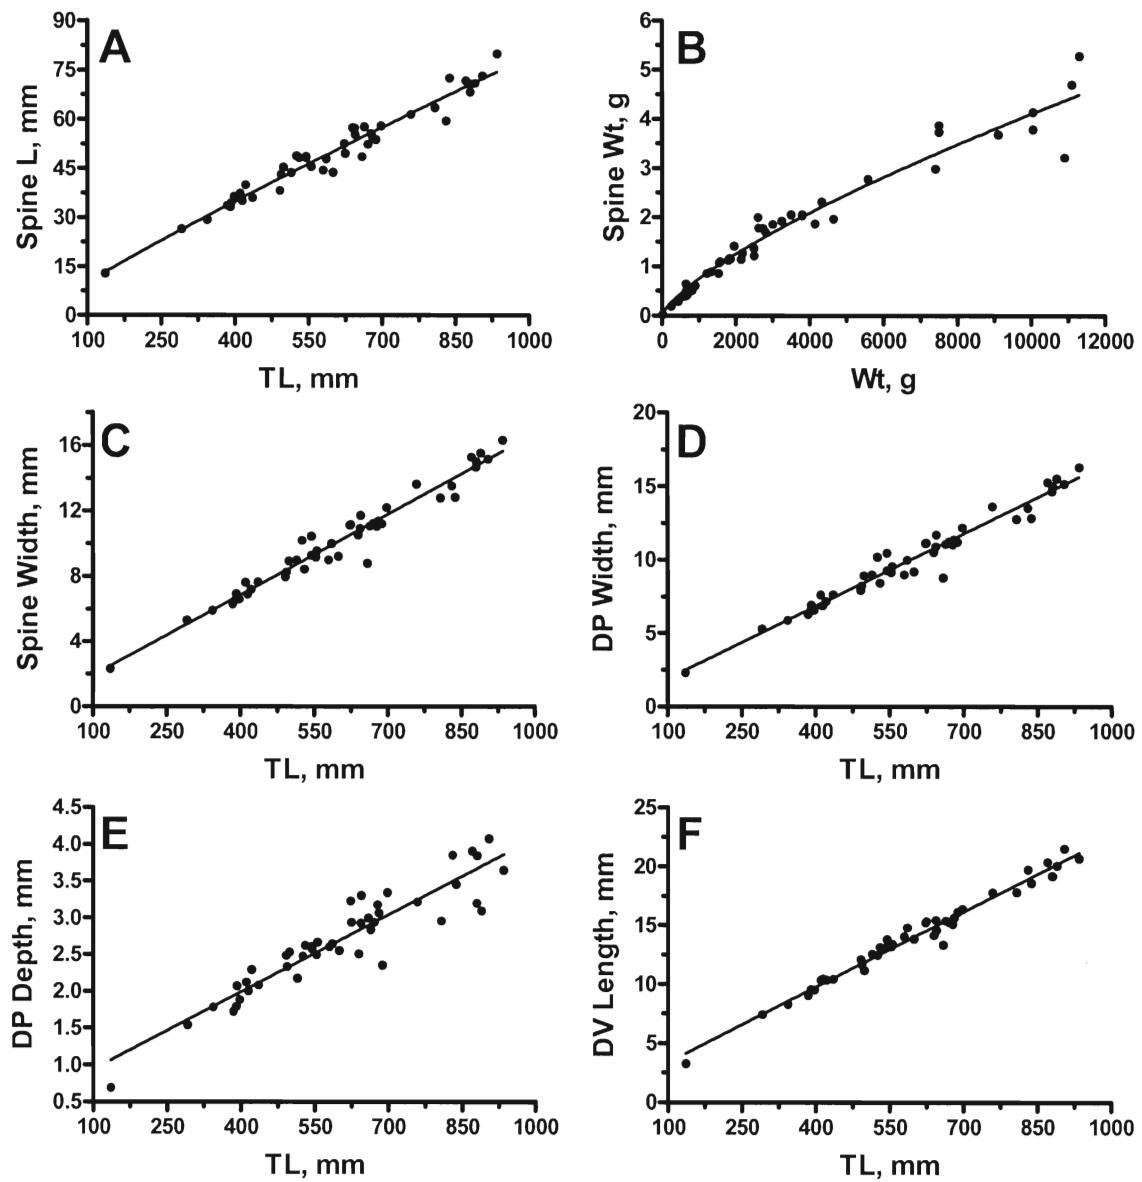 A
Spine L, mm
90
75
60
45
30
15
0
100 250 400 550 700 850 1000
TL, mm
B
Spine Wt, g
6
5
4
3
2
1
0
0 2000 4000 6000 8000 10000 12000
Wt, g
C
Spine Width, mm
16
12
8
4
0
100 250 400 550 700 850 1000
TL, mm
D
DP Width, mm
20
15
10
5
0
100 250 400 550 700 850 1000
TL, mm
E
DP Depth, mm
4.5
4.0
3.5
3.0
2.5
2.0
1.5
1.0
0.5
100 250 400 550 700 850 1000
TL, mm
F
DV Length, mm
25
20
15
10
5
0
100 250 400 550 700 850 1000
TL, mm